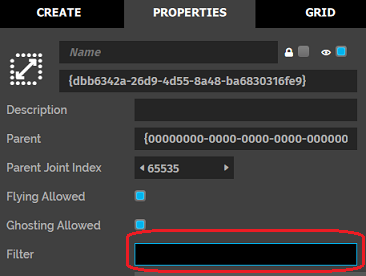 CREATE PROPERTIES GRID
Name
{dbb6342a-26d9-4d55-8a48-ba6830316fe9}
Description
Parent {00000000-0000-0000-0000-000000
Parent Joint Index 65535
Flying Allowed
Ghosting Allowed
Filter